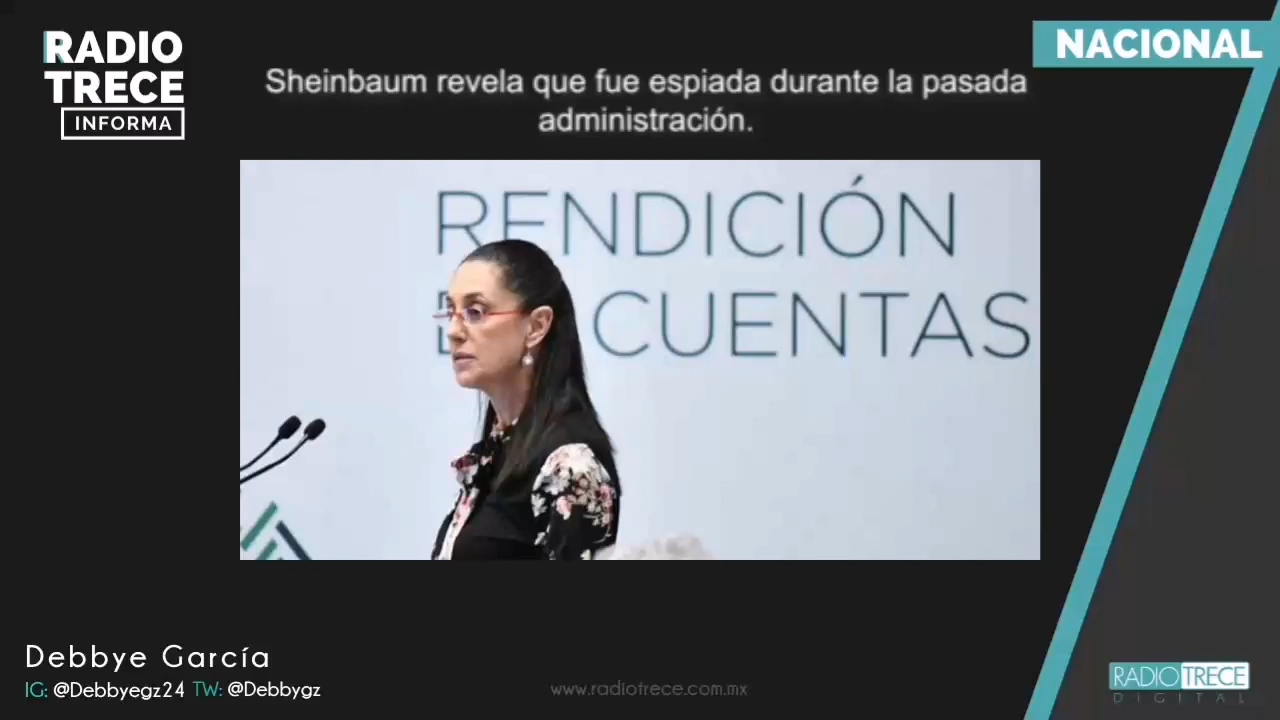 RADIO
TRECE
INFORMA
NACIONAL
Sheinbaum revela que fue espiada durante la pasada
administración.
RENDICIÓN
CUENTAS
Debbye García
IG: @Debbyegz24 TW: @Debbygz
www.radiotrece.com.mx
RADIO TRECE
DIGITAL